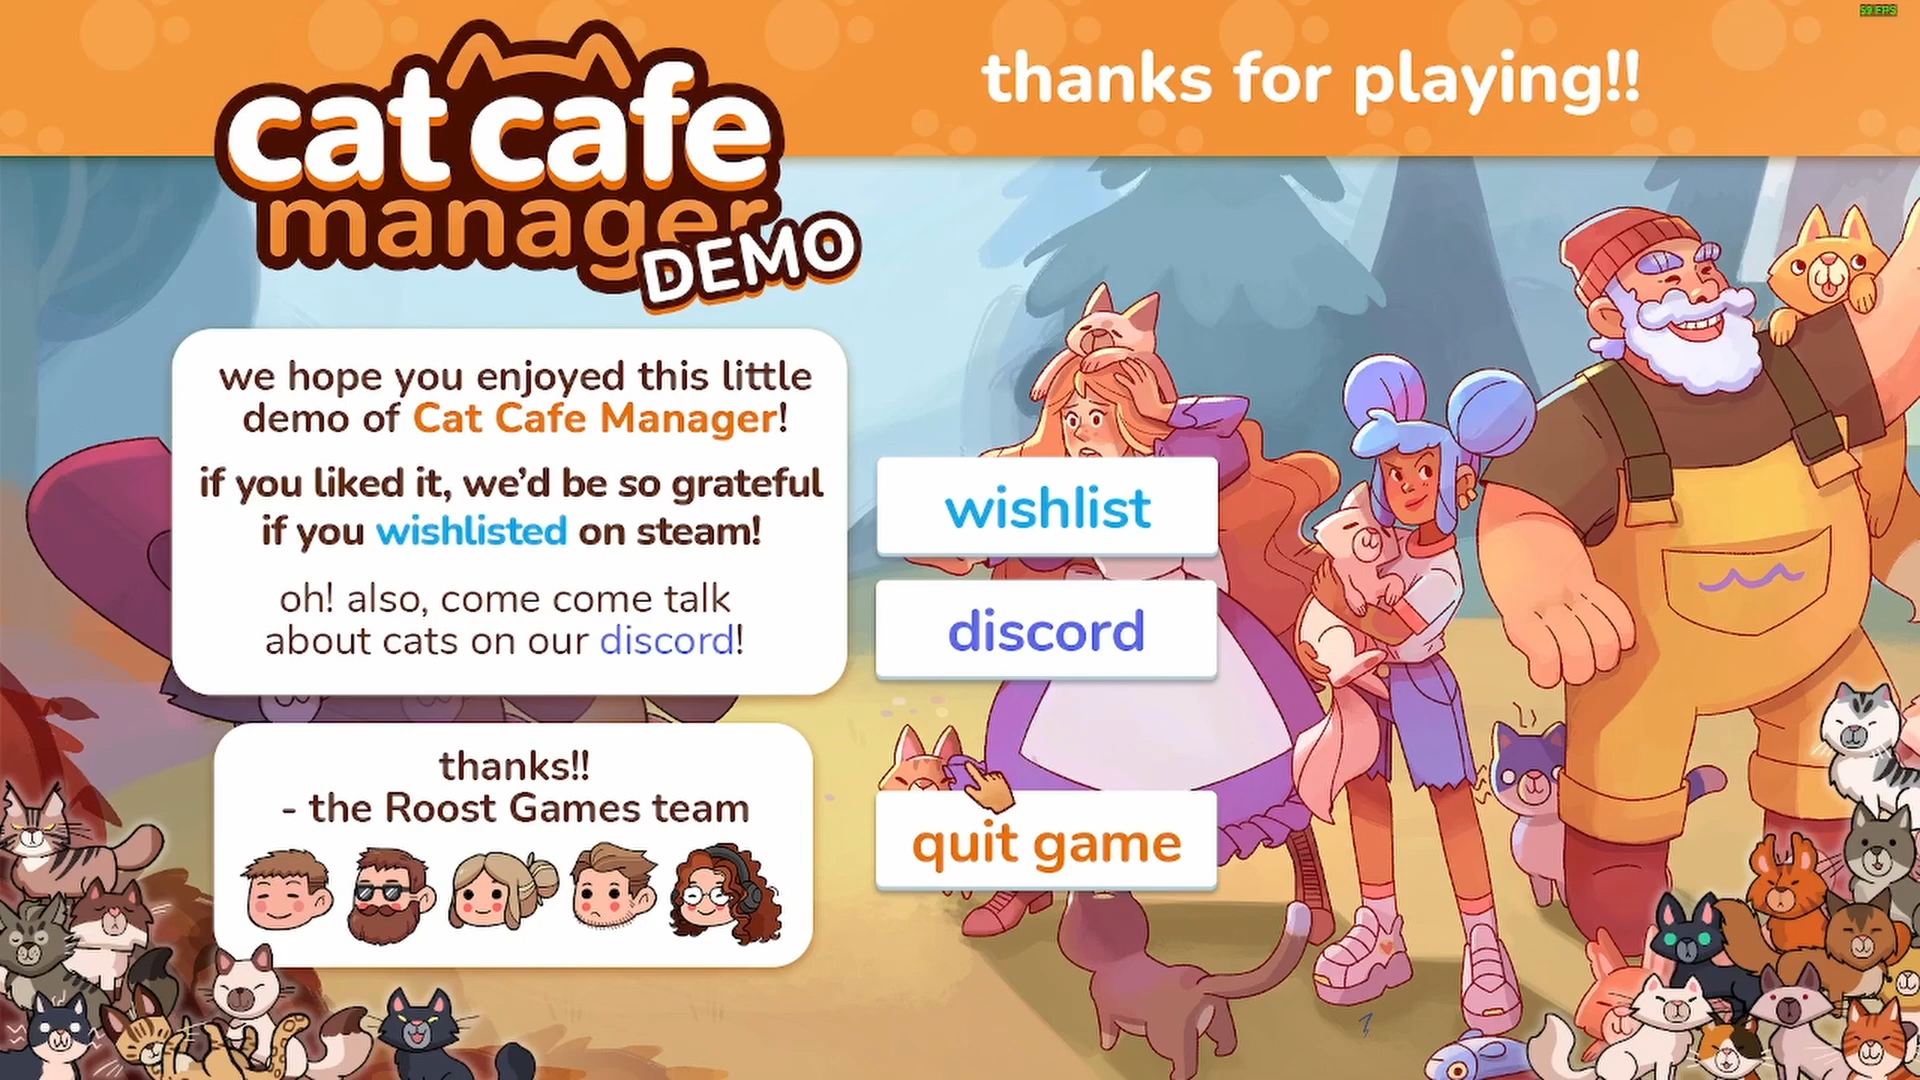 cat cafe
manager
DEMO
thanks for playing!!
59 FPS
we hope you enjoyed this little
demo of Cat Cafe Manager!
if you liked it, we’d be so grateful
if you wishlisted on steam!
oh! also, come come talk
about cats on our discord!
wishlist
discord
quit game
thanks!!
- the Roost Games team